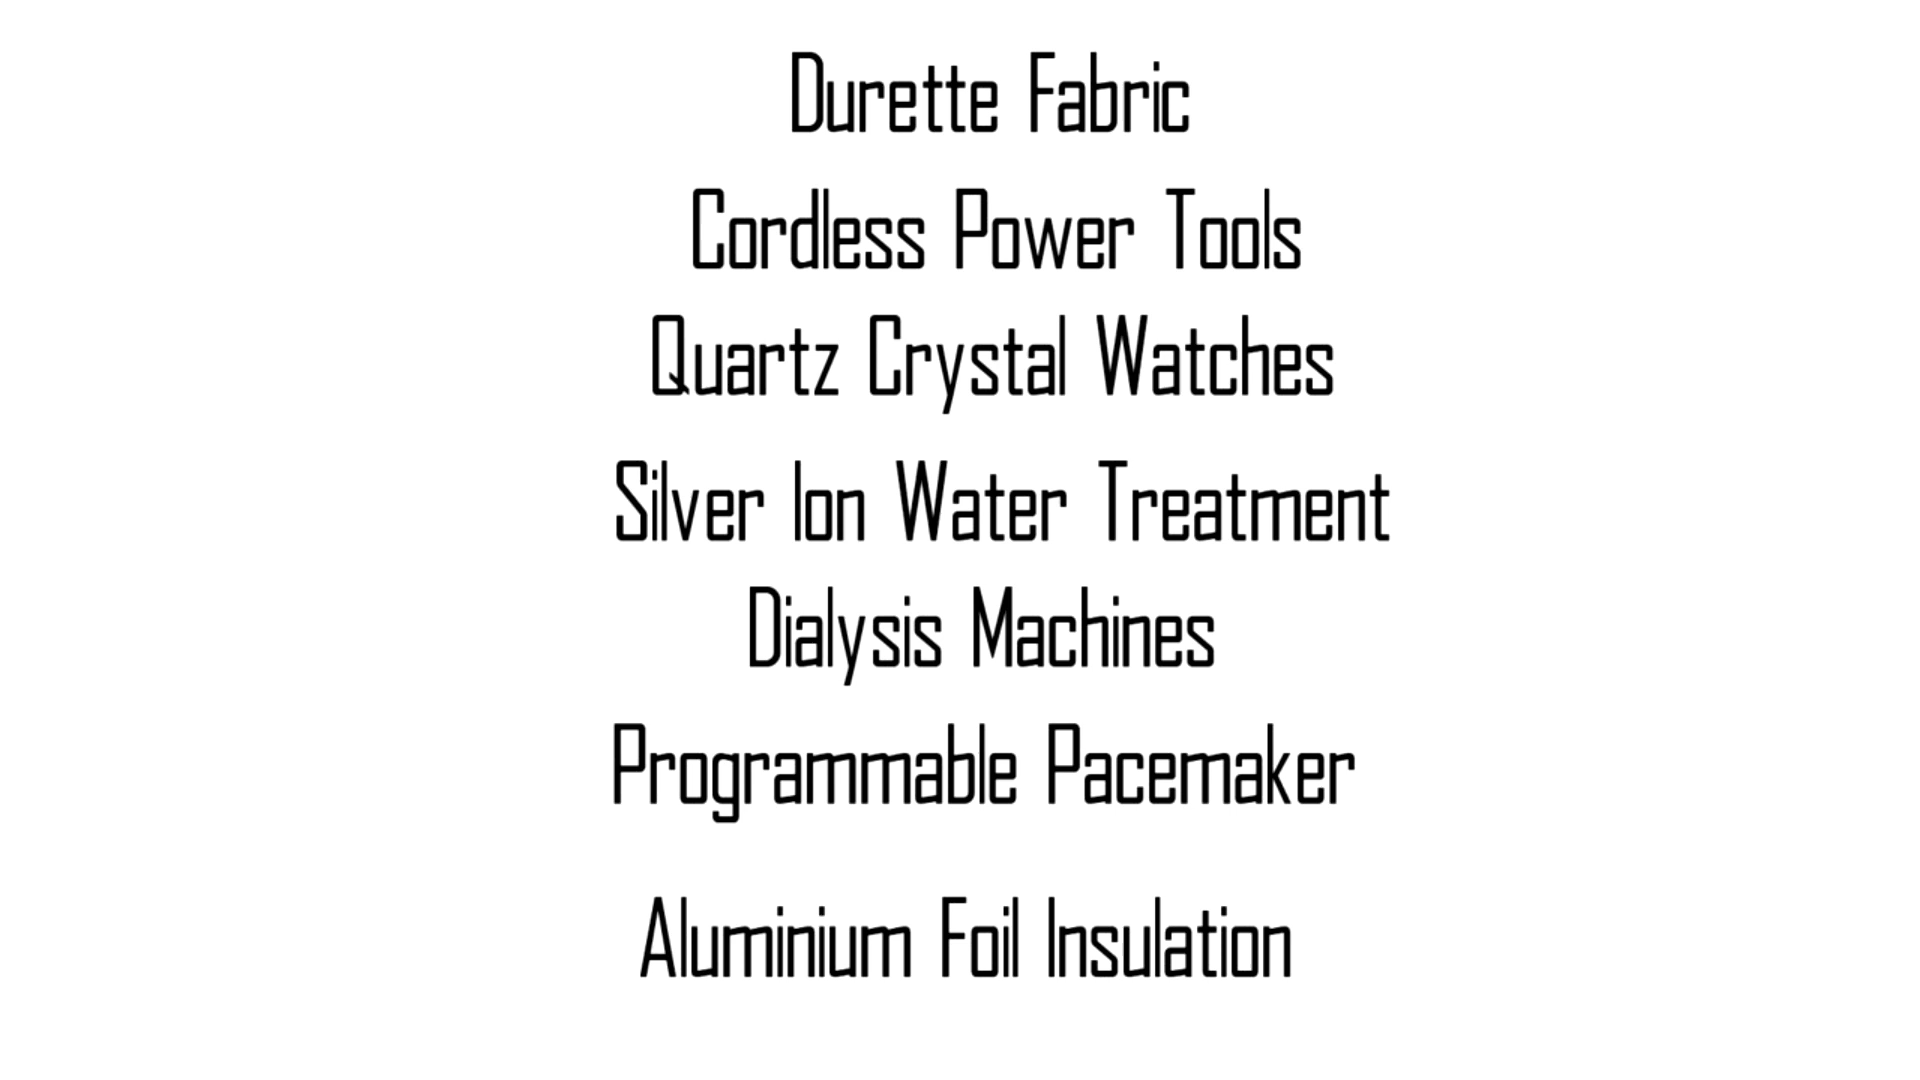 Durette Fabric
Cordless Power Tools
Quartz Crystal Watches
Silver Ion Water Treatment
Dialysis Machines
Programmable Pacemaker
Aluminium Foil Insulation